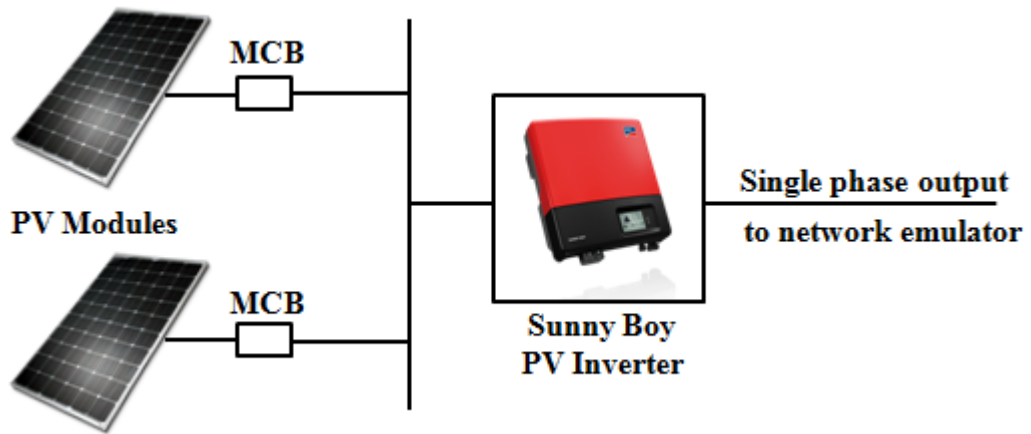 MCB
PV Modules
MCB
Sunny Boy
PV Inverter
Single phase output
to network emulator